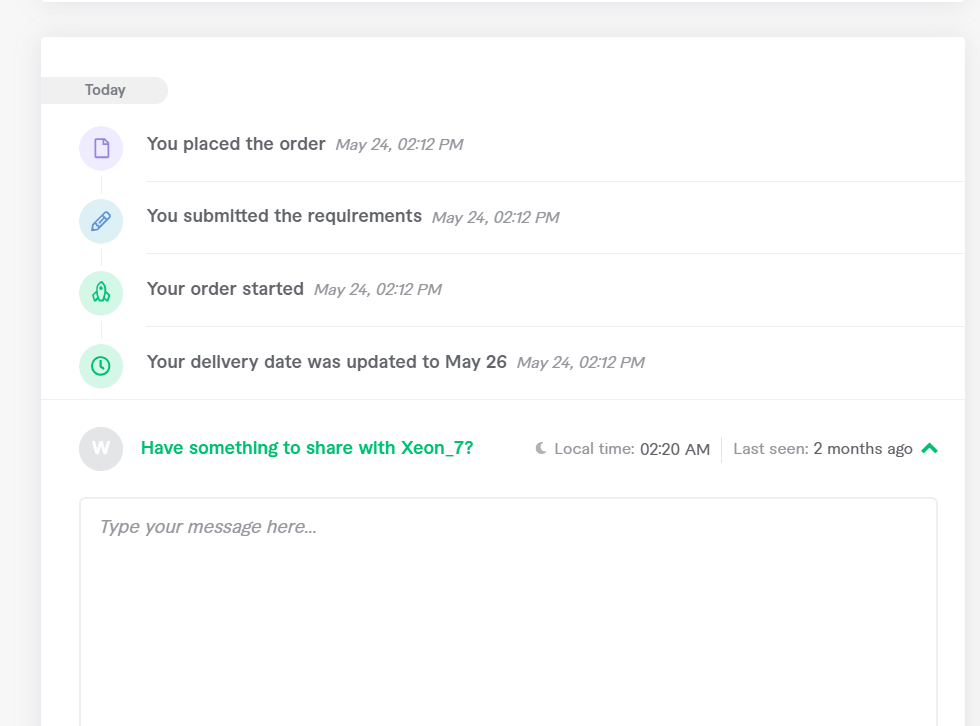 Today
You placed the order May 24, 02:12 PM
You submitted the requirements May 24, 02:12 PM
Your order started May 24, 02:12 PM
Your delivery date was updated to May 26 May 24, 02:12 PM
W Have something to share with Xeon_7? Local time: 02:20 AM Last seen: 2 months ago
Type your message here...